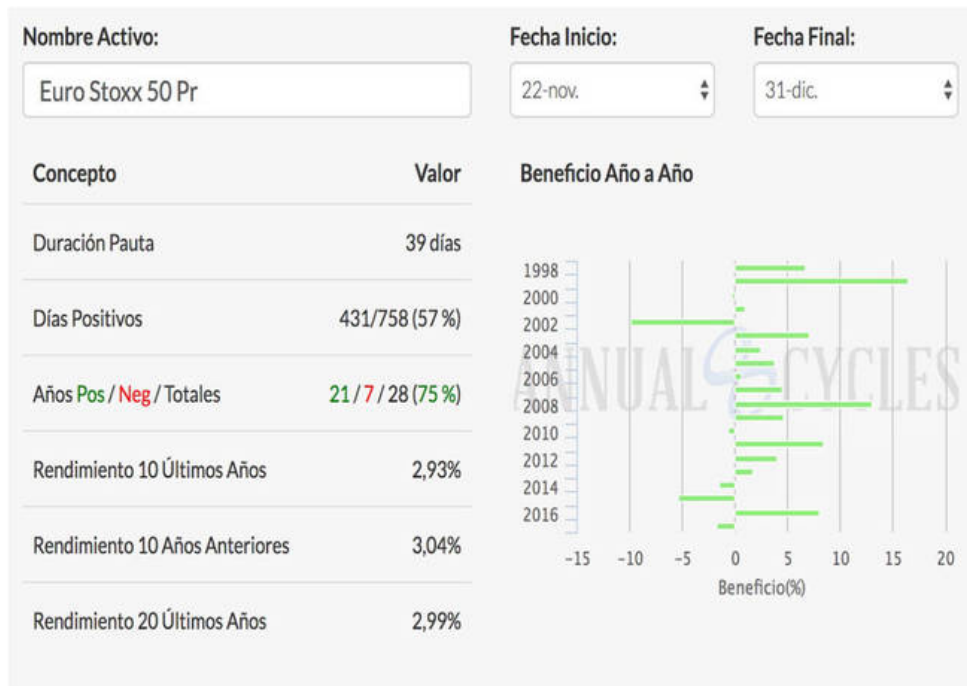 Nombre Activo:
Fecha Inicio:
Fecha Final:
Euro Stoxx 50 Pr
22-nov.
31-dic.
Concepto
Valor
Beneficio Año a Año
Duración Pauta
39 días
Días Positivos
431/758 (57 %)
Años Pos / Neg / Totales
21 / 7 / 28 (75 %)
Rendimiento 10 Últimos Años
2,93%
Rendimiento 10 Años Anteriores
3,04%
Rendimiento 20 Últimos Años
2,99%
1998
2000
2002
2004
2006
2008
2010
2012
2014
2016
ANNUAL CYCLES
−15 −10 −5 0 5 10 15 20
Beneficio(%)